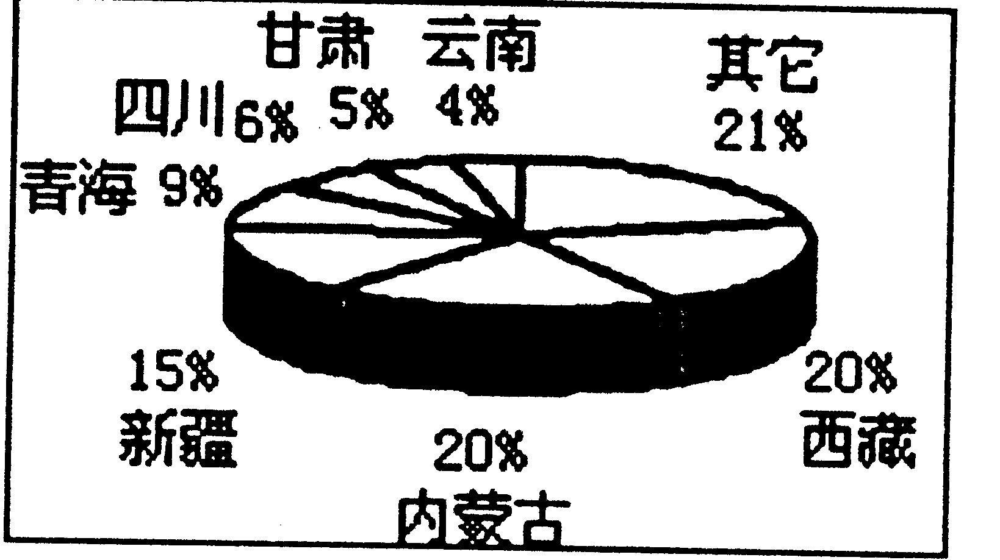 甘肃 云南 其它
四川 6% 5% 4% 21%
青海 9%
15% 20%
新疆 西藏
20%
内蒙古